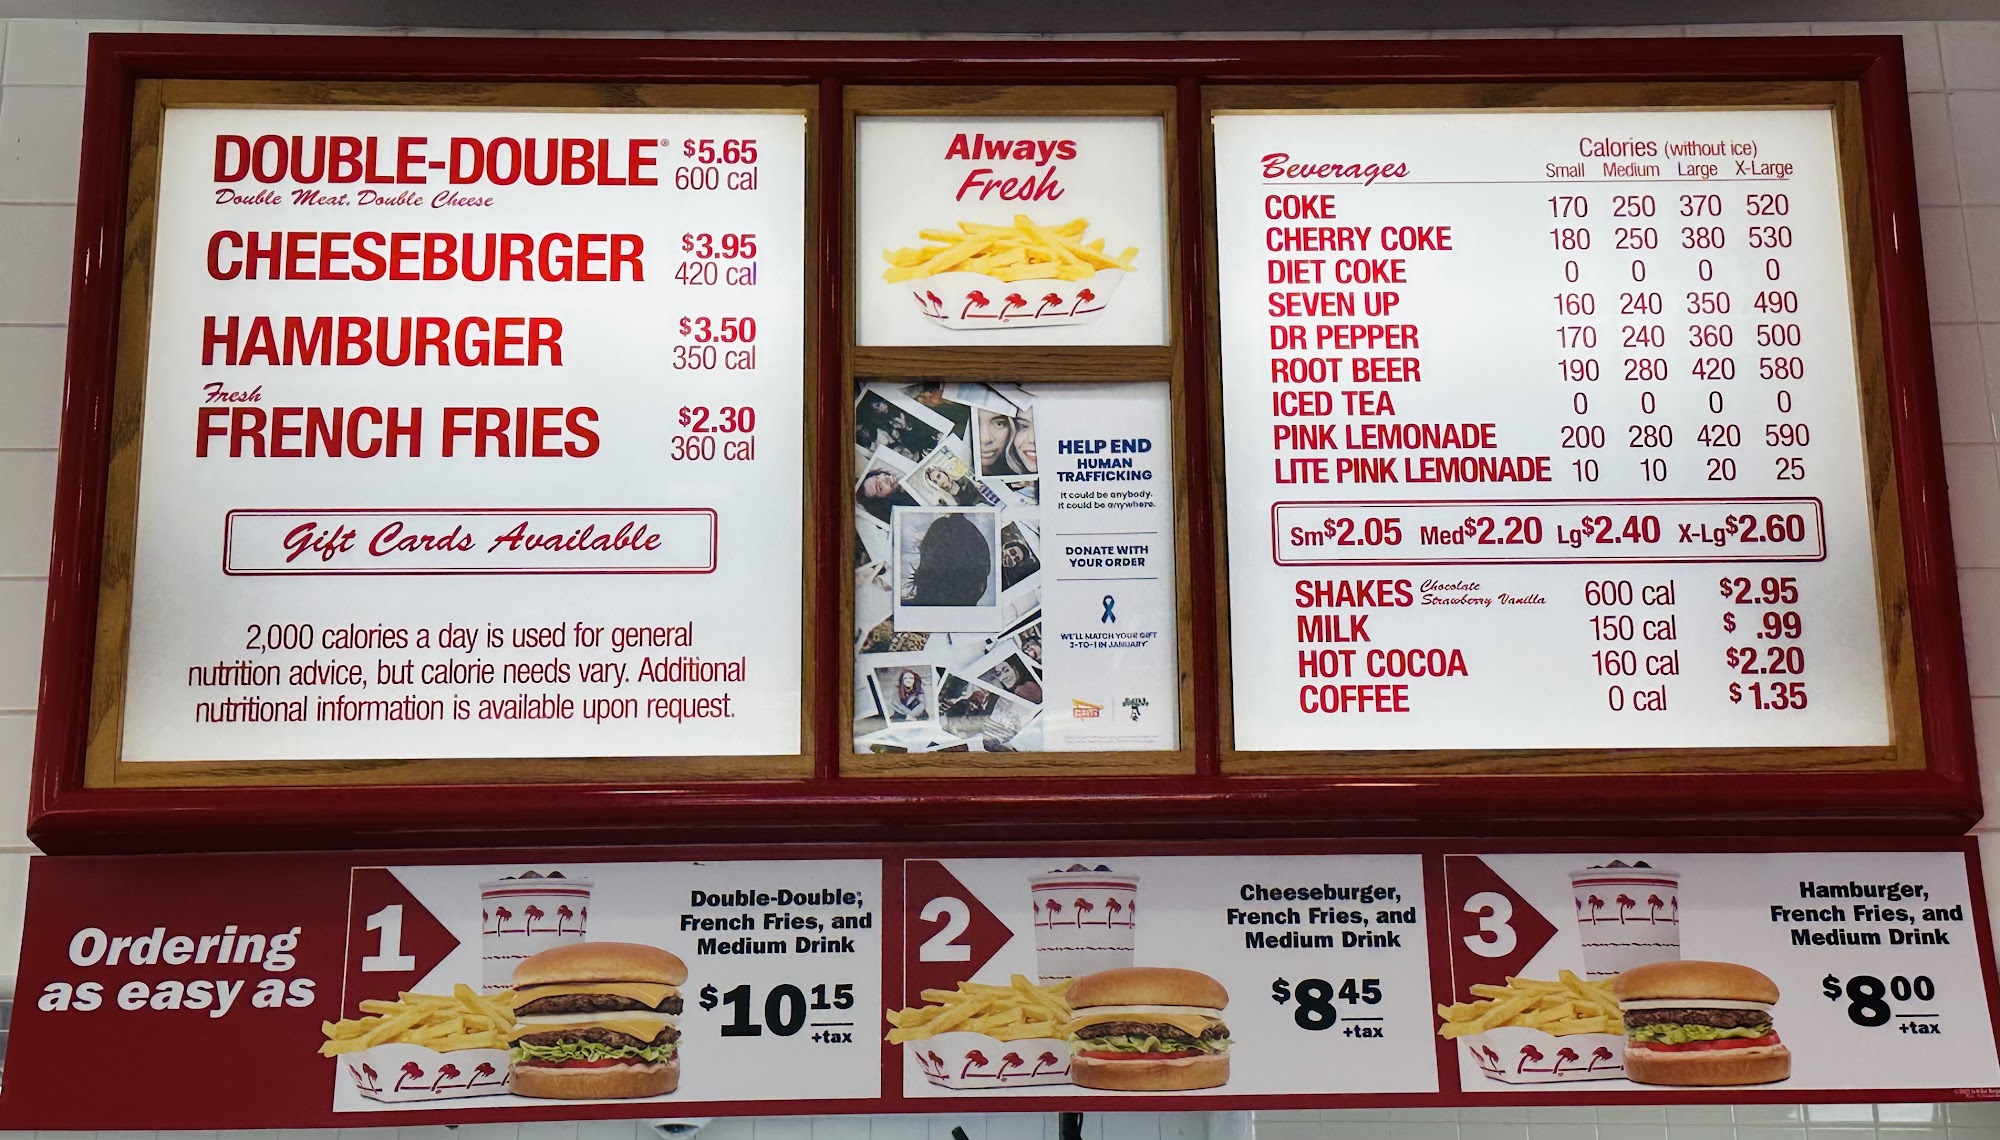 DOUBLE-DOUBLE® $5.65
600 cal
Double Meat, Double Cheese
CHEESEBURGER $3.95
420 cal
HAMBURGER $3.50
350 cal
Fresh
FRENCH FRIES $2.30
360 cal
Gift Cards Available
2,000 calories a day is used for general
nutrition advice, but calorie needs vary. Additional
nutritional information is available upon request.
Always
Fresh
HELP END
HUMAN
TRAFFICKING
It could be anybody.
It could be anywhere.
DONATE WITH
YOUR ORDER
WE'LL MATCH YOUR GIFT
3-TO-1 IN JANUARY*
Beverages
Calories (without ice)
Small Medium Large X-Large
COKE 170 250 370 520
CHERRY COKE 180 250 380 530
DIET COKE 0 0 0 0
SEVEN UP 160 240 350 490
DR PEPPER 170 240 360 500
ROOT BEER 190 280 420 580
ICED TEA 0 0 0 0
PINK LEMONADE 200 280 420 590
LITE PINK LEMONADE 10 10 20 25
Sm$2.05 Med$2.20 Lg$2.40 X-Lg$2.60
SHAKES Chocolate Strawberry Vanilla 600 cal $2.95
MILK 150 cal $ .99
HOT COCOA 160 cal $2.20
COFFEE 0 cal $1.35
Ordering
as easy as
1
Double-Double®,
French Fries, and
Medium Drink
$10 15
+tax
2
Cheeseburger,
French Fries, and
Medium Drink
$8 45
+tax
3
Hamburger,
French Fries, and
Medium Drink
$8 00
+tax